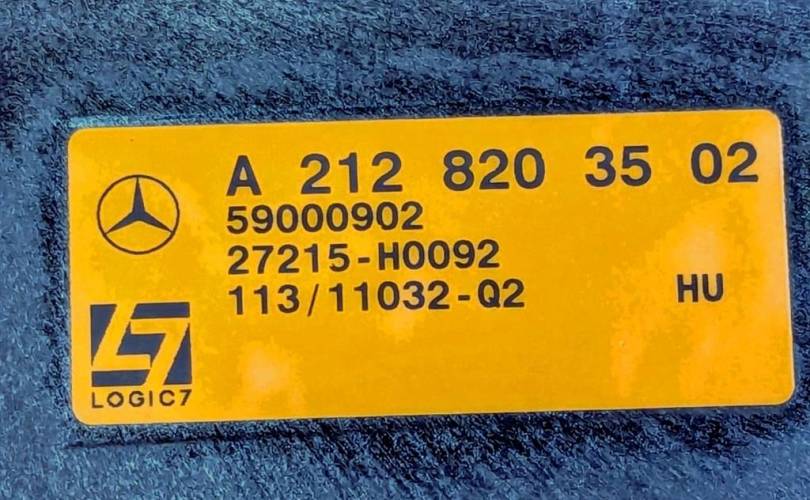 A 212 820 35 02
59000902
27215-H0092
113/11032-Q2 HU
LOGIC7